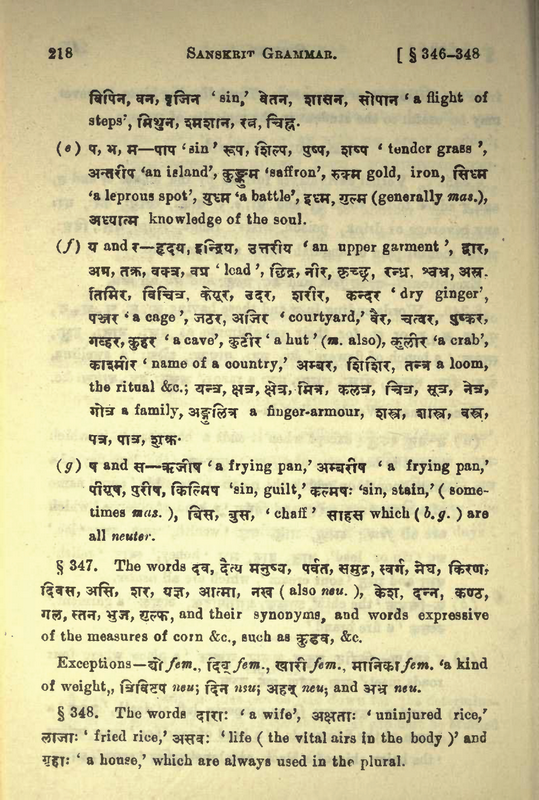 218 SANSKRIT GRAMMAR. [ § 346–348
विपिन, वन, वृजिन ‘ sin,’ वेतन, शासन, सोपान ‘ a flight of
steps’, मिथुन, श्मशान, रत्न, चिह्न.
(e) प, भ, म—पाप ‘sin’ रूप, शिल्प, पुष्प, शष्प ‘ tender grass ’,
अन्तरीप ‘an island’, कुङ्कुम ‘saffron’, रुक्म gold, iron, सिध्म
‘a leprous spot’, युध्म ‘a battle’, इध्म, गुल्म (generally mas.),
अध्यात्म knowledge of the soul.
(f) य and र—हृदय, इन्द्रिय, उत्तरीय ‘ an upper garment ’, द्वार,
अग्र, तक्र, वक्त्र, वप्र ‘ lead ’, छिद्र, नीर, कृच्छ्र, रन्ध्र, श्वभ्र, अस्र.
तिमिर, विचित्र, केयूर, उदर, शरीर, कन्दर ‘ dry ginger’,
पञ्जर ‘ a cage ’, जठर, अजिर ‘ courtyard,’ वैर, चत्वर, पुष्कर,
गव्हर, कुहर ‘ a cave’, कुटीर ‘ a hut ’ (m. also), कुलीर ‘a crab’,
काश्मीर ‘ name of a country,’ अम्बर, शिशिर, तन्त्र a loom,
the ritual &c.; यन्त्र, क्षत्र, क्षेत्र, मित्र, कलत्र, चित्र, सूत्र, नेत्र,
गोत्र a family, अङ्गुलित्र a finger-armour, शस्त्र, शास्त्र, वस्त्र,
पत्र, पात्र, शुक्र.
(g) ष and स—ऋजीष ‘a frying pan,’ अम्बरीष ‘ a frying pan,’
पीयूष, पुरीष, किल्मिष ‘sin, guilt,’ कल्मषः ‘sin, stain,’ ( some-
times mas. ), बिस, बुस, ‘ chaff ’ साहस which ( b.g. ) are
all neuter.
§ 347. The words दव, दैत्य मनुष्य, पर्वत, समुद्र, स्वर्ग, मेघ, किरण,
दिवस, असि, शर, यज्ञ, आत्मा, नख ( also neu. ), केश, दन्त, कण्ठ,
गल, स्तन, भुज, गुल्फ, and their synonyms, and words expressive
of the measures of corn &c., such as कुडव, &c.
Exceptions—द्यो fem., दिव् fem., खारी fem., मानिका fem. ‘a kind
of weight,, त्रिविष्टप neu; दिन neu; अहन् neu; and अभ्र neu.
§ 348. The words दाराः ‘ a wife’, अक्षताः ‘ uninjured rice,’
लाजाः ‘ fried rice,’ असवः ‘ life ( the vital airs in the body )’ and
गृहाः ‘ a house,’ which are always used in the plural.